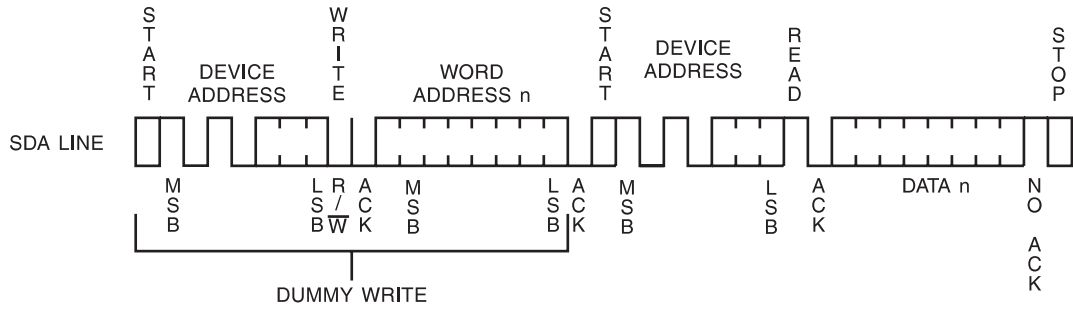 START
WRITE
START
READ
STOP
DEVICE
ADDRESS
WORD
ADDRESS n
DEVICE
ADDRESS
SDA LINE
MSB
LSB
R/W
ACK
MSB
LSB
ACK
MSB
LSB
ACK
DATA n
NO ACK
DUMMY WRITE